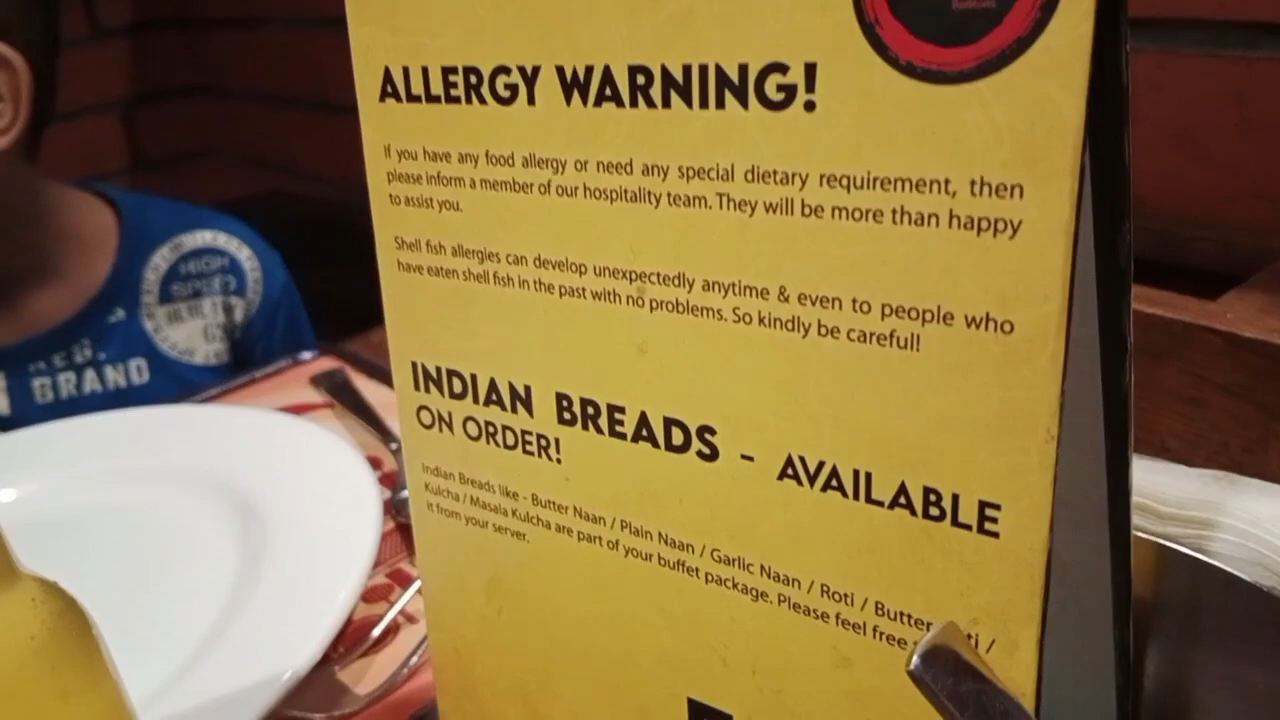 ALLERGY WARNING!
If you have any food allergy or need any special dietary requirement, then
please inform a member of our hospitality team. They will be more than happy
to assist you.
Shell fish allergies can develop unexpectedly anytime & even to people who
have eaten shell fish in the past with no problems. So kindly be careful!
INDIAN BREADS - AVAILABLE
ON ORDER!
Indian Breads like - Butter Naan / Plain Naan / Garlic Naan / Roti / Butter /
Kulcha / Masala Kulcha are part of your buffet package. Please feel free
it from your server.
HIGH
SPEED
BRAND